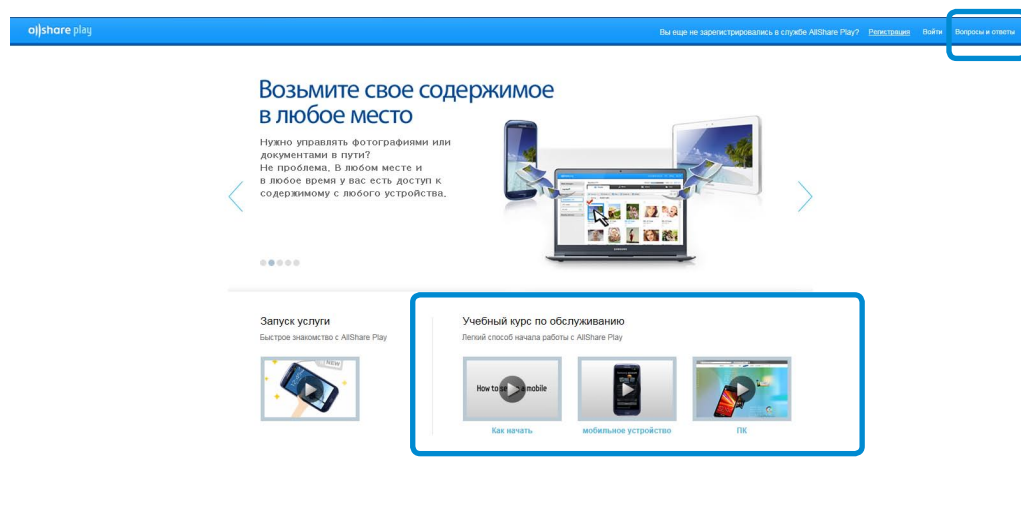 allshare play
Вы еще не зарегистрировались в службе AllShare Play? Регистрация Войти Вопросы и ответы
Возьмите свое содержимое
в любое место
Нужно управлять фотографиями или
документами в пути?
Не проблема. В любом месте и
в любое время у вас есть доступ к
содержимому с любого устройства.
Запуск услуги
Быстрое знакомство с AllShare Play
NEW
Учебный курс по обслуживанию
Легкий способ начала работы с AllShare Play
How to se a mobile
Как начать
мобильное устройство
ПК